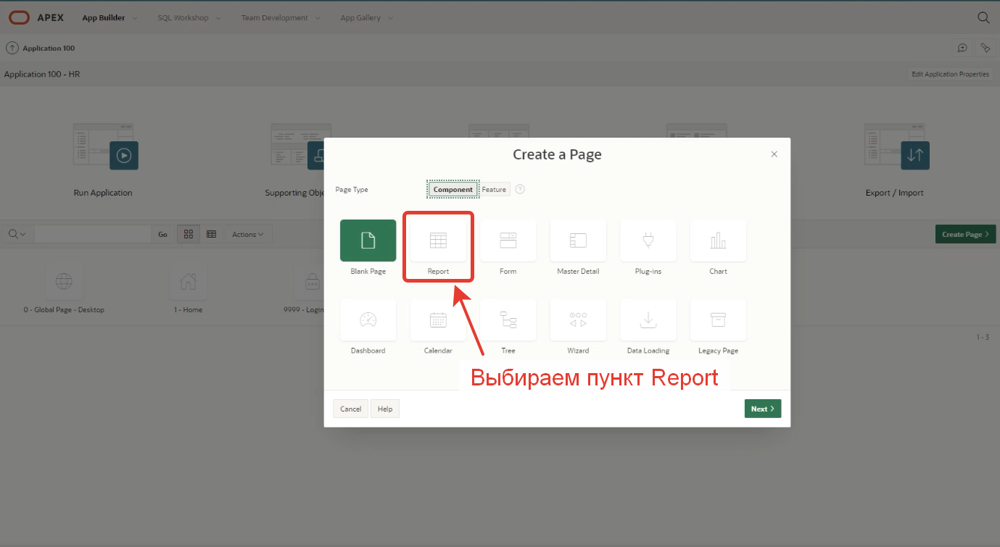 APEX App Builder SQL Workshop Team Development App Gallery
Application 100
Application 100 - HR Edit Application Properties
Create a Page
Page Type Component Feature ?
Run Application Supporting Obje Export / Import
Go Actions Create Page
Blank Page Report Form Master Detail Plug-ins Chart
0 - Global Page - Desktop 1 - Home 9999 - Login
1 - 3
Dashboard Calendar Tree Wizard Data Loading Legacy Page
Выбираем пункт Report
Cancel Help Next